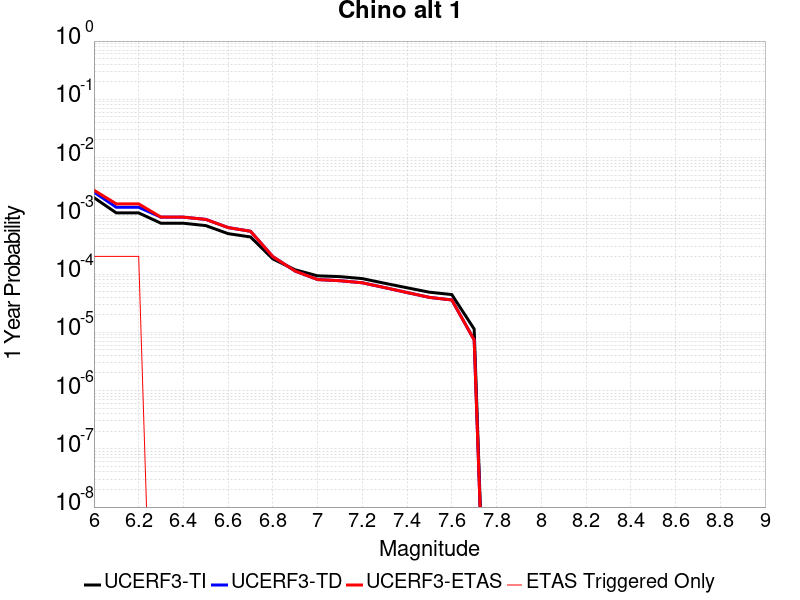 Chino alt 1
1 Year Probability
10^0
10^-1
10^-2
10^-3
10^-4
10^-5
10^-6
10^-7
10^-8
6 6.2 6.4 6.6 6.8 7 7.2 7.4 7.6 7.8 8 8.2 8.4 8.6 8.8 9
Magnitude
UCERF3-TI UCERF3-TD UCERF3-ETAS ETAS Triggered Only